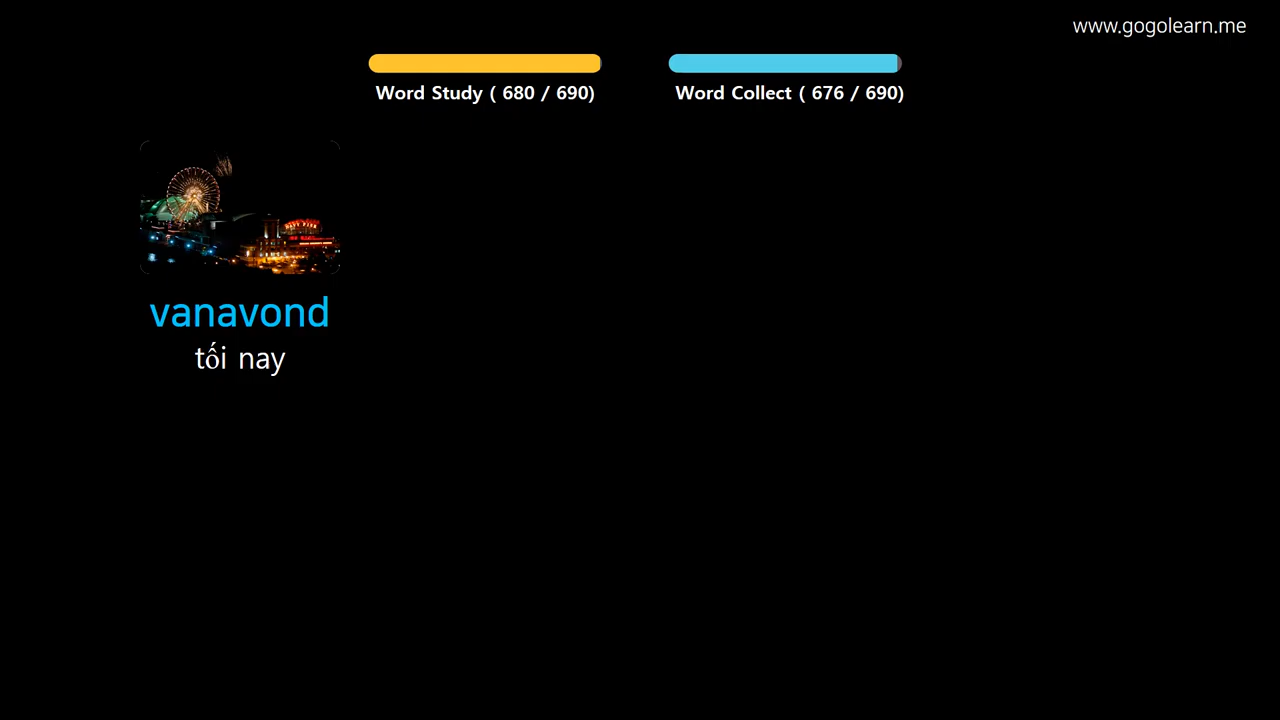 www.gogolearn.me
Word Study ( 680 / 690)
Word Collect ( 676 / 690)
vanavond
tối nay